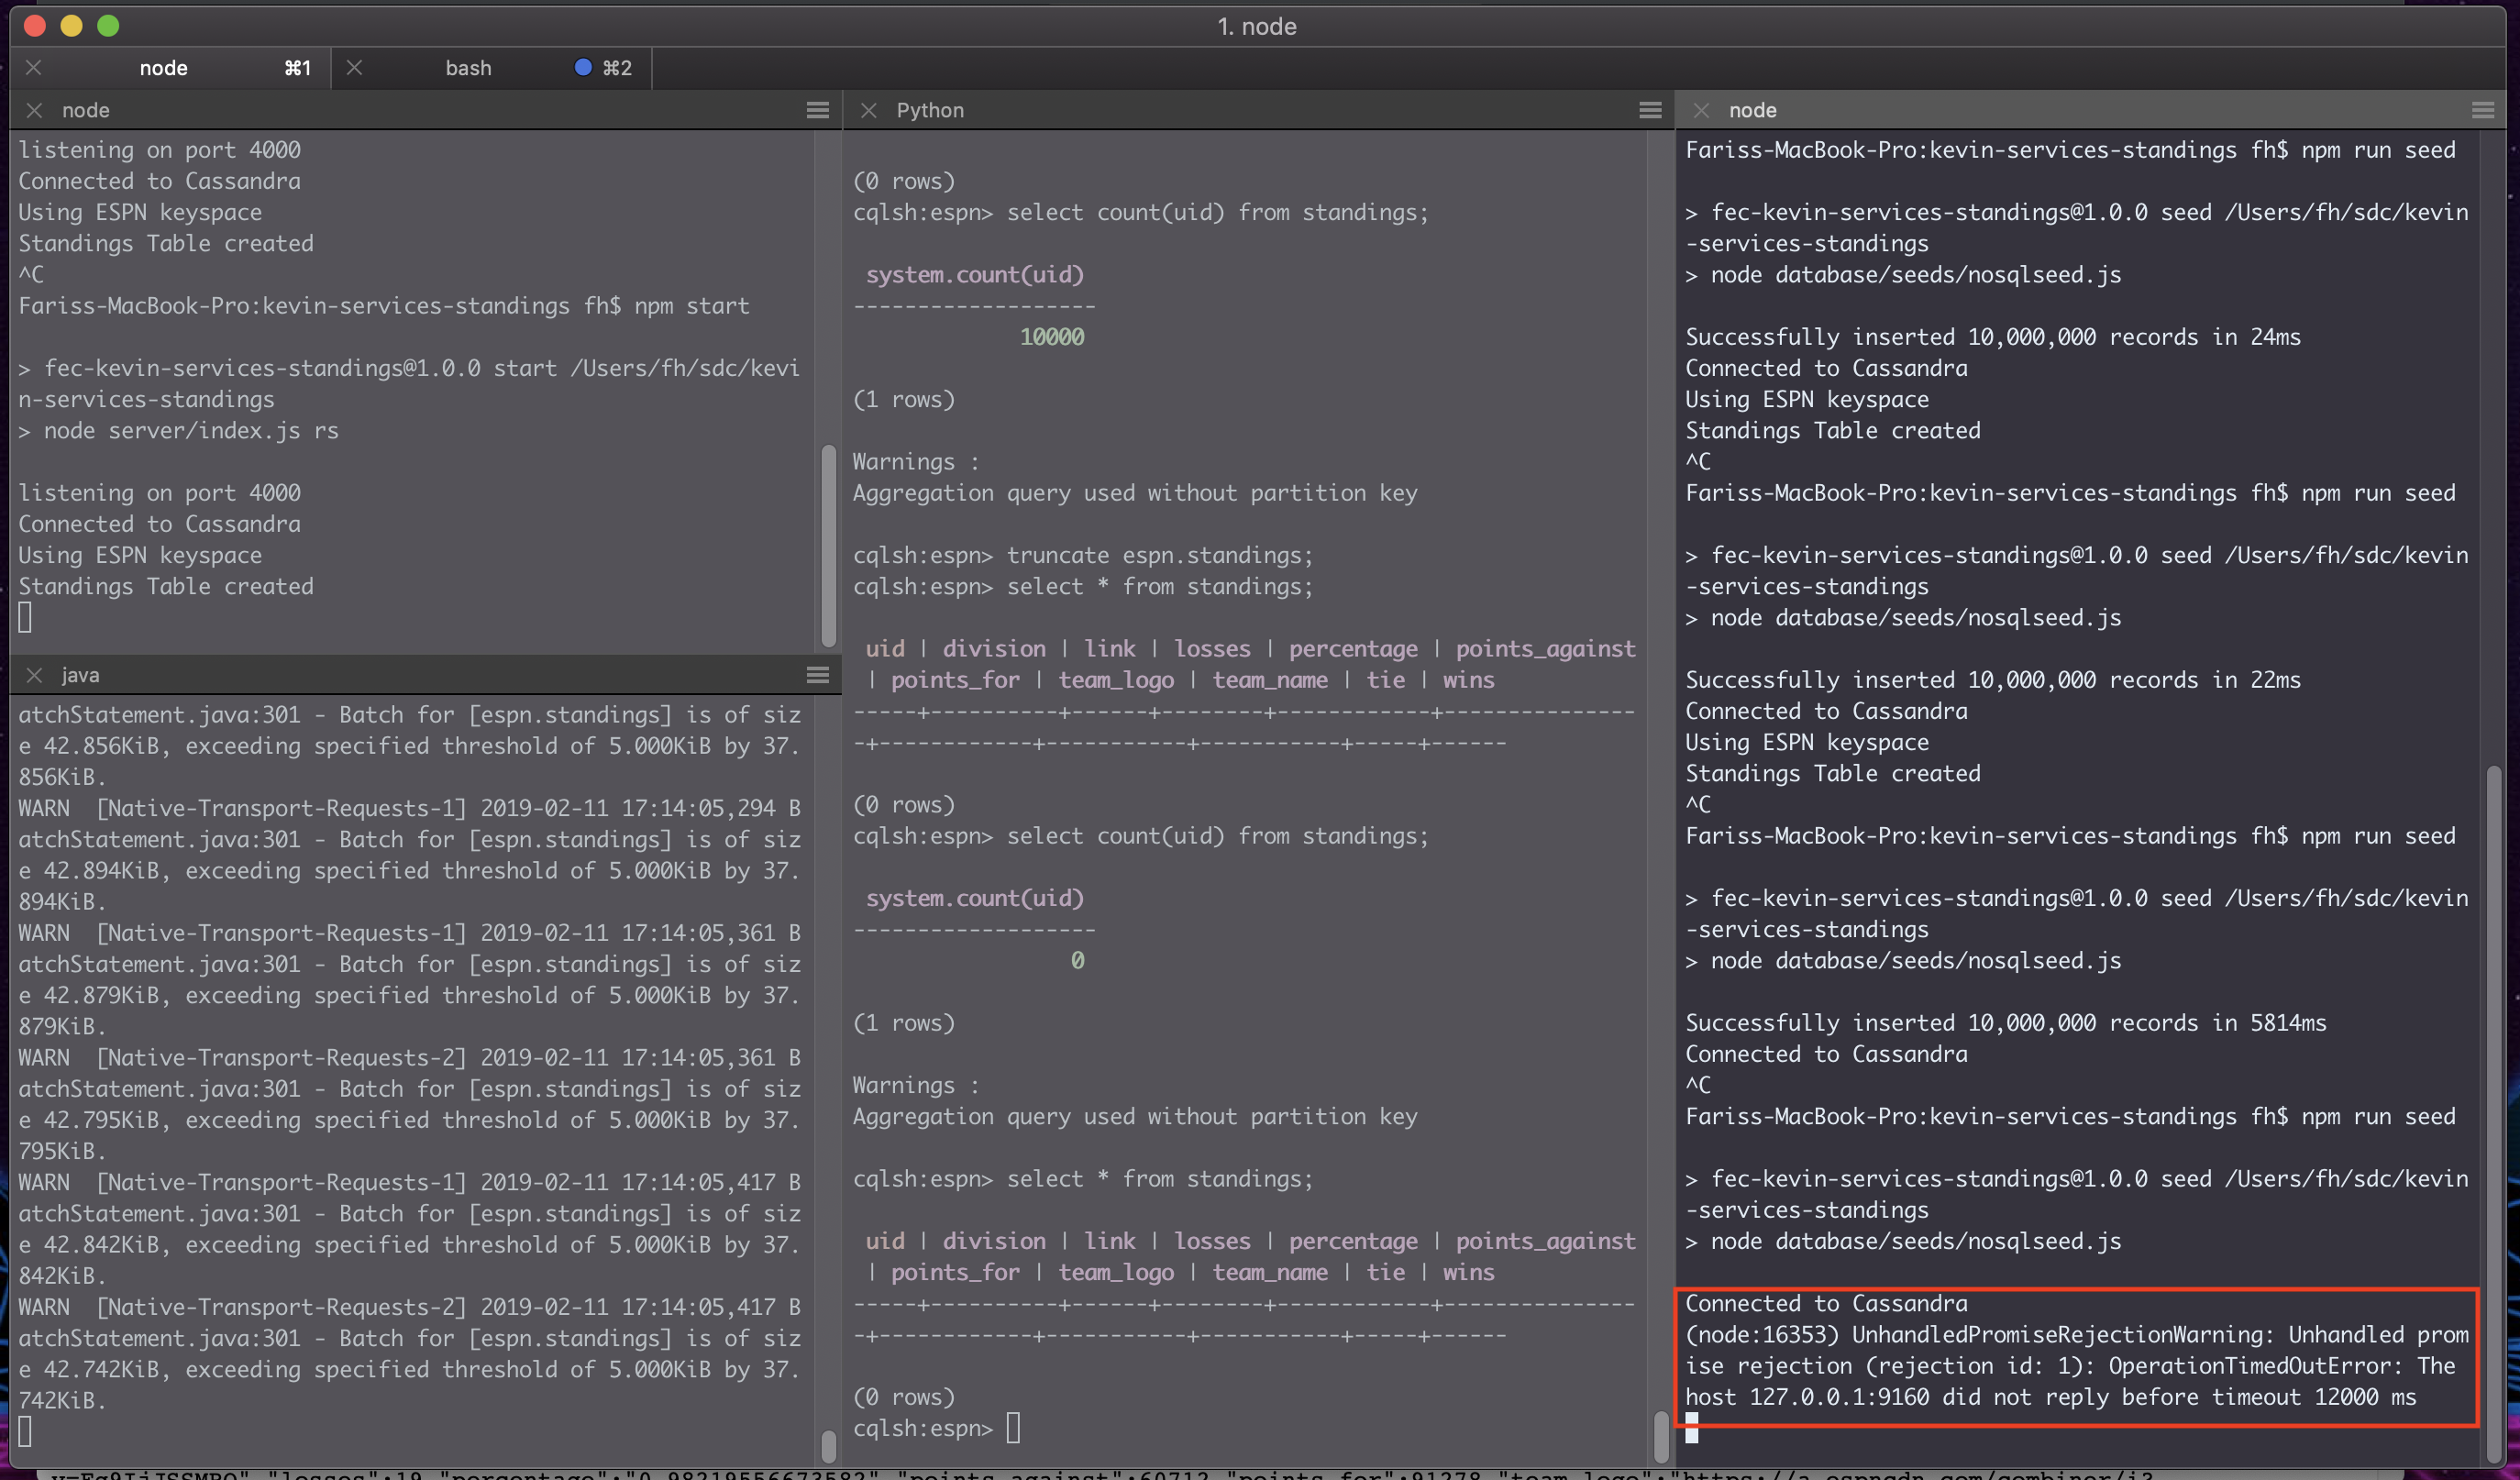 1. node
node ⌘1
bash ⌘2
node
listening on port 4000
Connected to Cassandra
Using ESPN keyspace
Standings Table created
^C
Fariss-MacBook-Pro:kevin-services-standings fh$ npm start
> fec-kevin-services-standings@1.0.0 start /Users/fh/sdc/kevi
n-services-standings
> node server/index.js rs
listening on port 4000
Connected to Cassandra
Using ESPN keyspace
Standings Table created
java
atchStatement.java:301 - Batch for [espn.standings] is of siz
e 42.856KiB, exceeding specified threshold of 5.000KiB by 37.
856KiB.
WARN  [Native-Transport-Requests-1] 2019-02-11 17:14:05,294 B
atchStatement.java:301 - Batch for [espn.standings] is of siz
e 42.894KiB, exceeding specified threshold of 5.000KiB by 37.
894KiB.
WARN  [Native-Transport-Requests-1] 2019-02-11 17:14:05,361 B
atchStatement.java:301 - Batch for [espn.standings] is of siz
e 42.879KiB, exceeding specified threshold of 5.000KiB by 37.
879KiB.
WARN  [Native-Transport-Requests-2] 2019-02-11 17:14:05,361 B
atchStatement.java:301 - Batch for [espn.standings] is of siz
e 42.795KiB, exceeding specified threshold of 5.000KiB by 37.
795KiB.
WARN  [Native-Transport-Requests-1] 2019-02-11 17:14:05,417 B
atchStatement.java:301 - Batch for [espn.standings] is of siz
e 42.842KiB, exceeding specified threshold of 5.000KiB by 37.
842KiB.
WARN  [Native-Transport-Requests-2] 2019-02-11 17:14:05,417 B
atchStatement.java:301 - Batch for [espn.standings] is of siz
e 42.742KiB, exceeding specified threshold of 5.000KiB by 37.
742KiB.
Python
(0 rows)
cqlsh:espn> select count(uid) from standings;
system.count(uid)
-------------------
10000
(1 rows)
Warnings :
Aggregation query used without partition key
cqlsh:espn> truncate espn.standings;
cqlsh:espn> select * from standings;
uid | division | link | losses | percentage | points_against
| points_for | team_logo | team_name | tie | wins
-----+----------+------+--------+------------+---------------
-+------------+-----------+-----------+-----+------
(0 rows)
cqlsh:espn> select count(uid) from standings;
system.count(uid)
-------------------
0
(1 rows)
Warnings :
Aggregation query used without partition key
cqlsh:espn> select * from standings;
uid | division | link | losses | percentage | points_against
| points_for | team_logo | team_name | tie | wins
-----+----------+------+--------+------------+---------------
-+------------+-----------+-----------+-----+------
(0 rows)
cqlsh:espn>
node
Fariss-MacBook-Pro:kevin-services-standings fh$ npm run seed
> fec-kevin-services-standings@1.0.0 seed /Users/fh/sdc/kevin
-services-standings
> node database/seeds/nosqlseed.js
Successfully inserted 10,000,000 records in 24ms
Connected to Cassandra
Using ESPN keyspace
Standings Table created
^C
Fariss-MacBook-Pro:kevin-services-standings fh$ npm run seed
> fec-kevin-services-standings@1.0.0 seed /Users/fh/sdc/kevin
-services-standings
> node database/seeds/nosqlseed.js
Successfully inserted 10,000,000 records in 22ms
Connected to Cassandra
Using ESPN keyspace
Standings Table created
^C
Fariss-MacBook-Pro:kevin-services-standings fh$ npm run seed
> fec-kevin-services-standings@1.0.0 seed /Users/fh/sdc/kevin
-services-standings
> node database/seeds/nosqlseed.js
Successfully inserted 10,000,000 records in 5814ms
Connected to Cassandra
^C
Fariss-MacBook-Pro:kevin-services-standings fh$ npm run seed
> fec-kevin-services-standings@1.0.0 seed /Users/fh/sdc/kevin
-services-standings
> node database/seeds/nosqlseed.js
Connected to Cassandra
(node:16353) UnhandledPromiseRejectionWarning: Unhandled prom
ise rejection (rejection id: 1): OperationTimedOutError: The
host 127.0.0.1:9160 did not reply before timeout 12000 ms